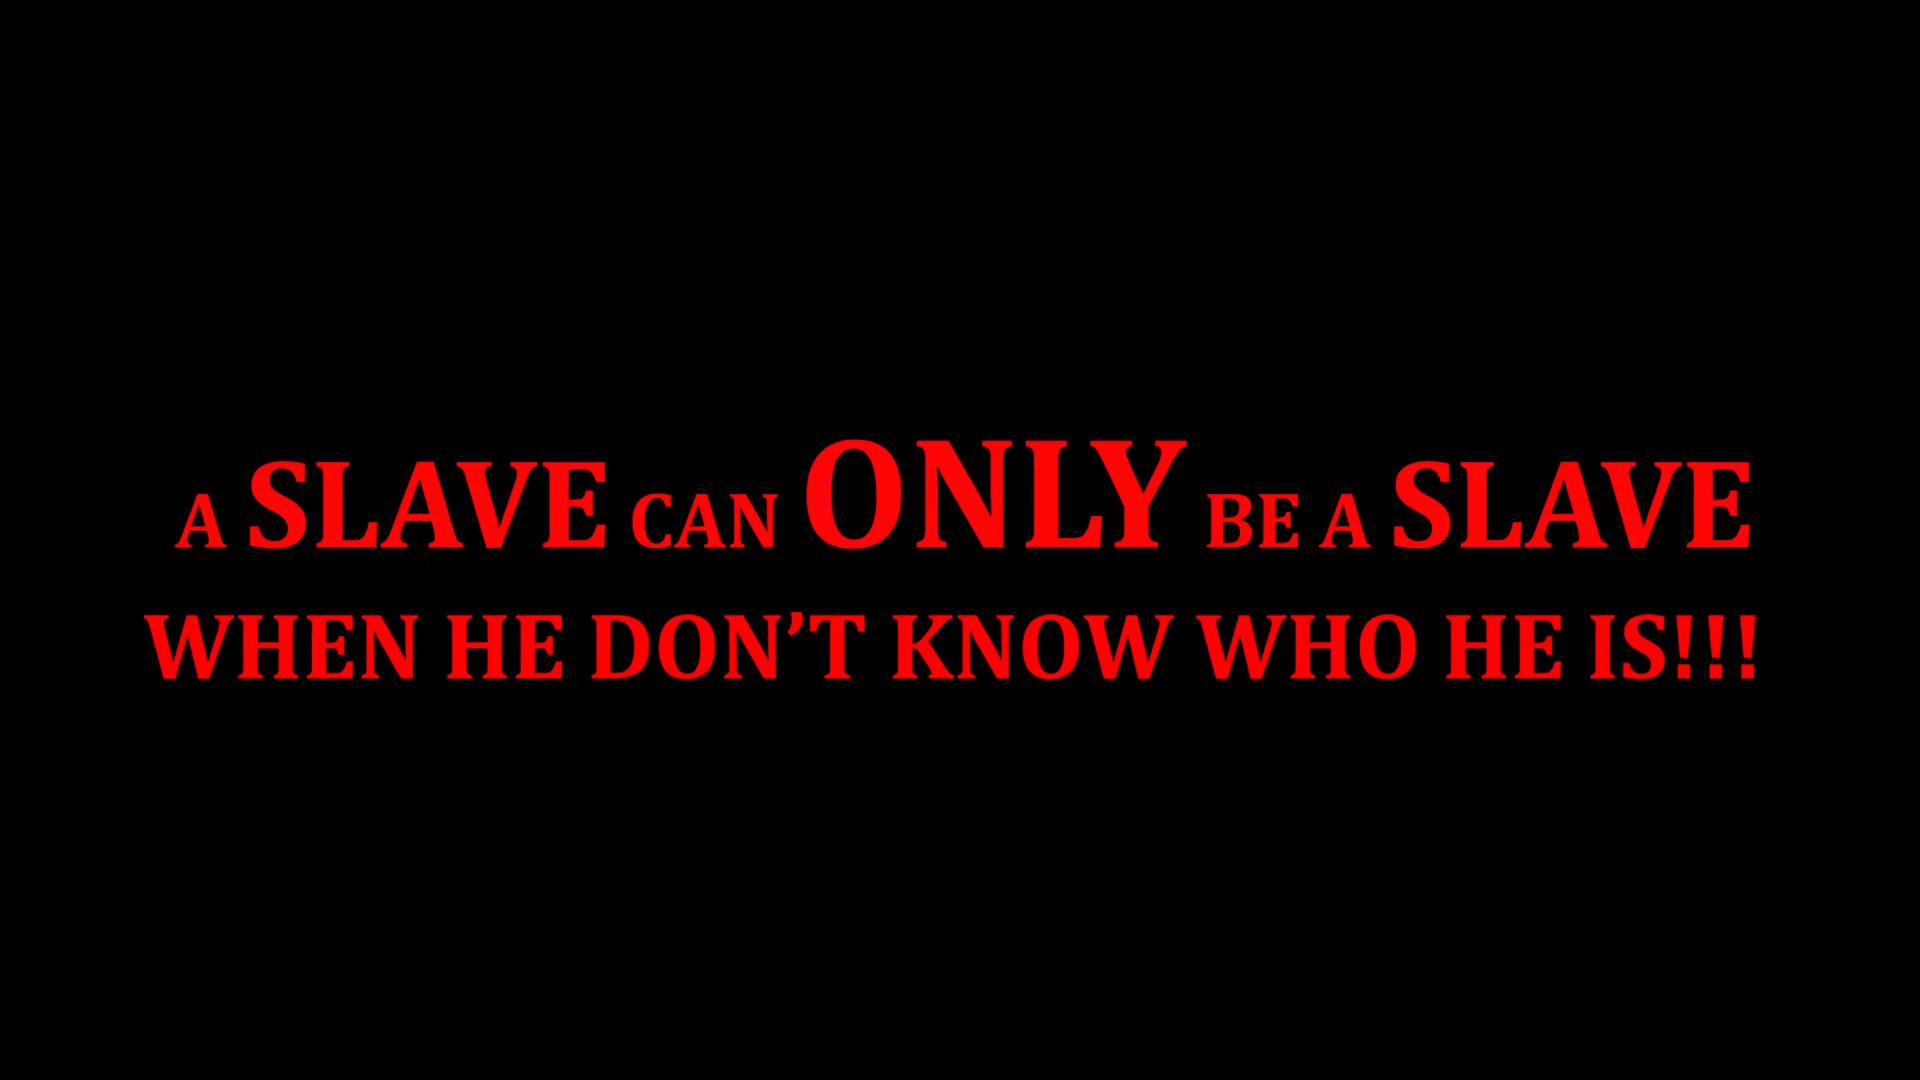 A SLAVE CAN ONLY BE A SLAVE
WHEN HE DON’T KNOW WHO HE IS!!!